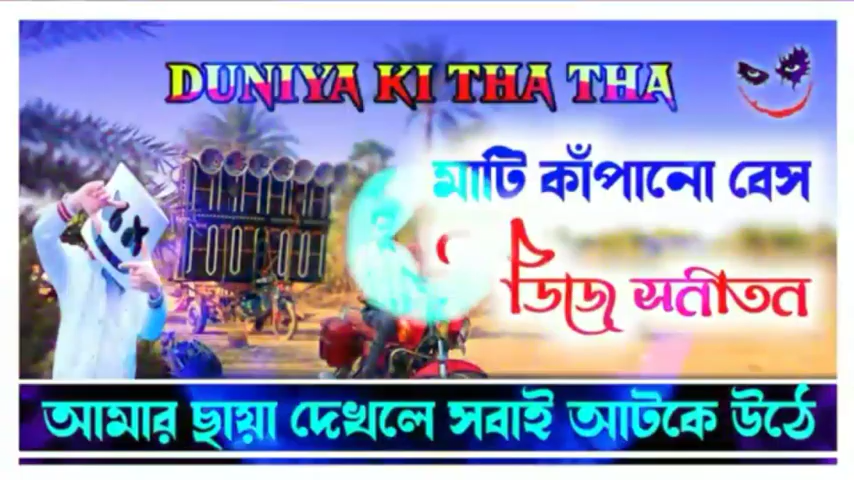 DUNIYA KI THA THA
মাটি কাঁপানো বেস
ডিজে সনাতন
আমার ছায়া দেখলে সবাই আটকে উঠে